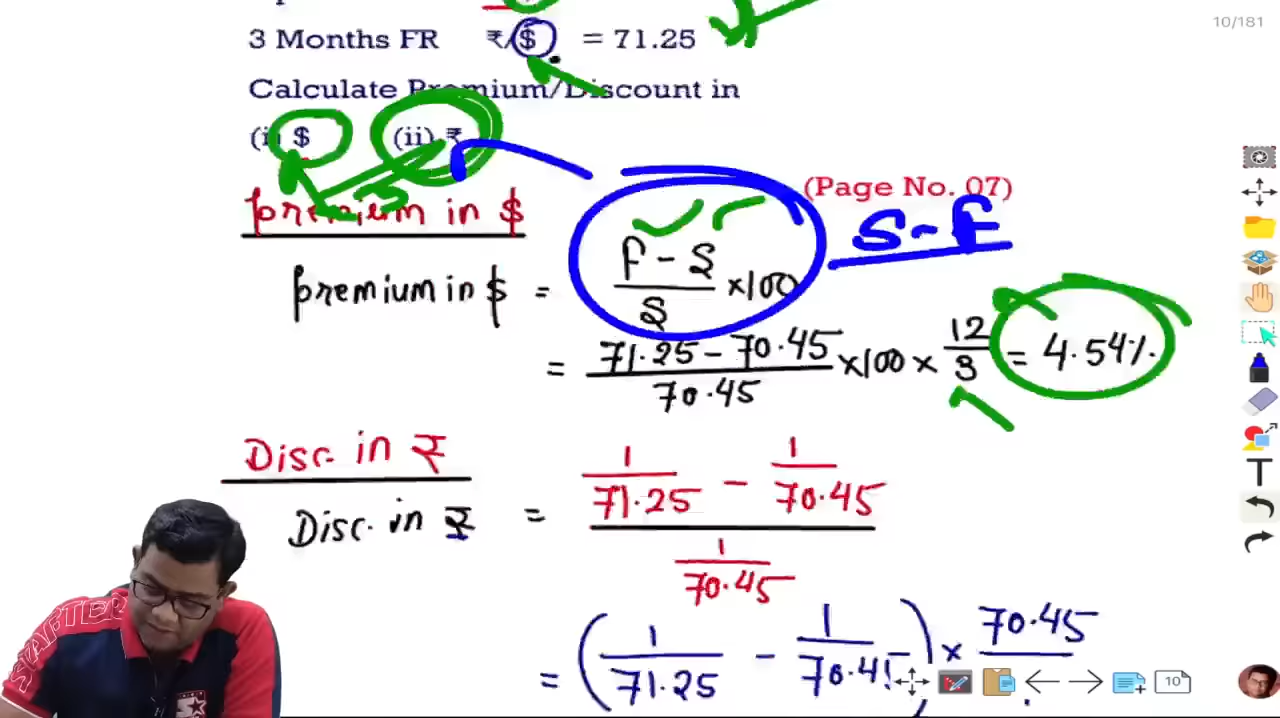 10/181
3 Months FR ₹/$ = 71.25
Calculate Premium/Discount in
(i) $ (ii) ₹
(Page No. 07)
premium in $
S - F
premium in $ = F - S / S ×100
= 71.25 - 70.45 / 70.45 ×100 × 12 / 3 = 4.54%.
Disc. in ₹
Disc. in ₹ = 1 / 71.25 - 1 / 70.45 / 1 / 70.45
= ( 1 / 71.25 - 1 / 70.45 ) × 70.45
T
10